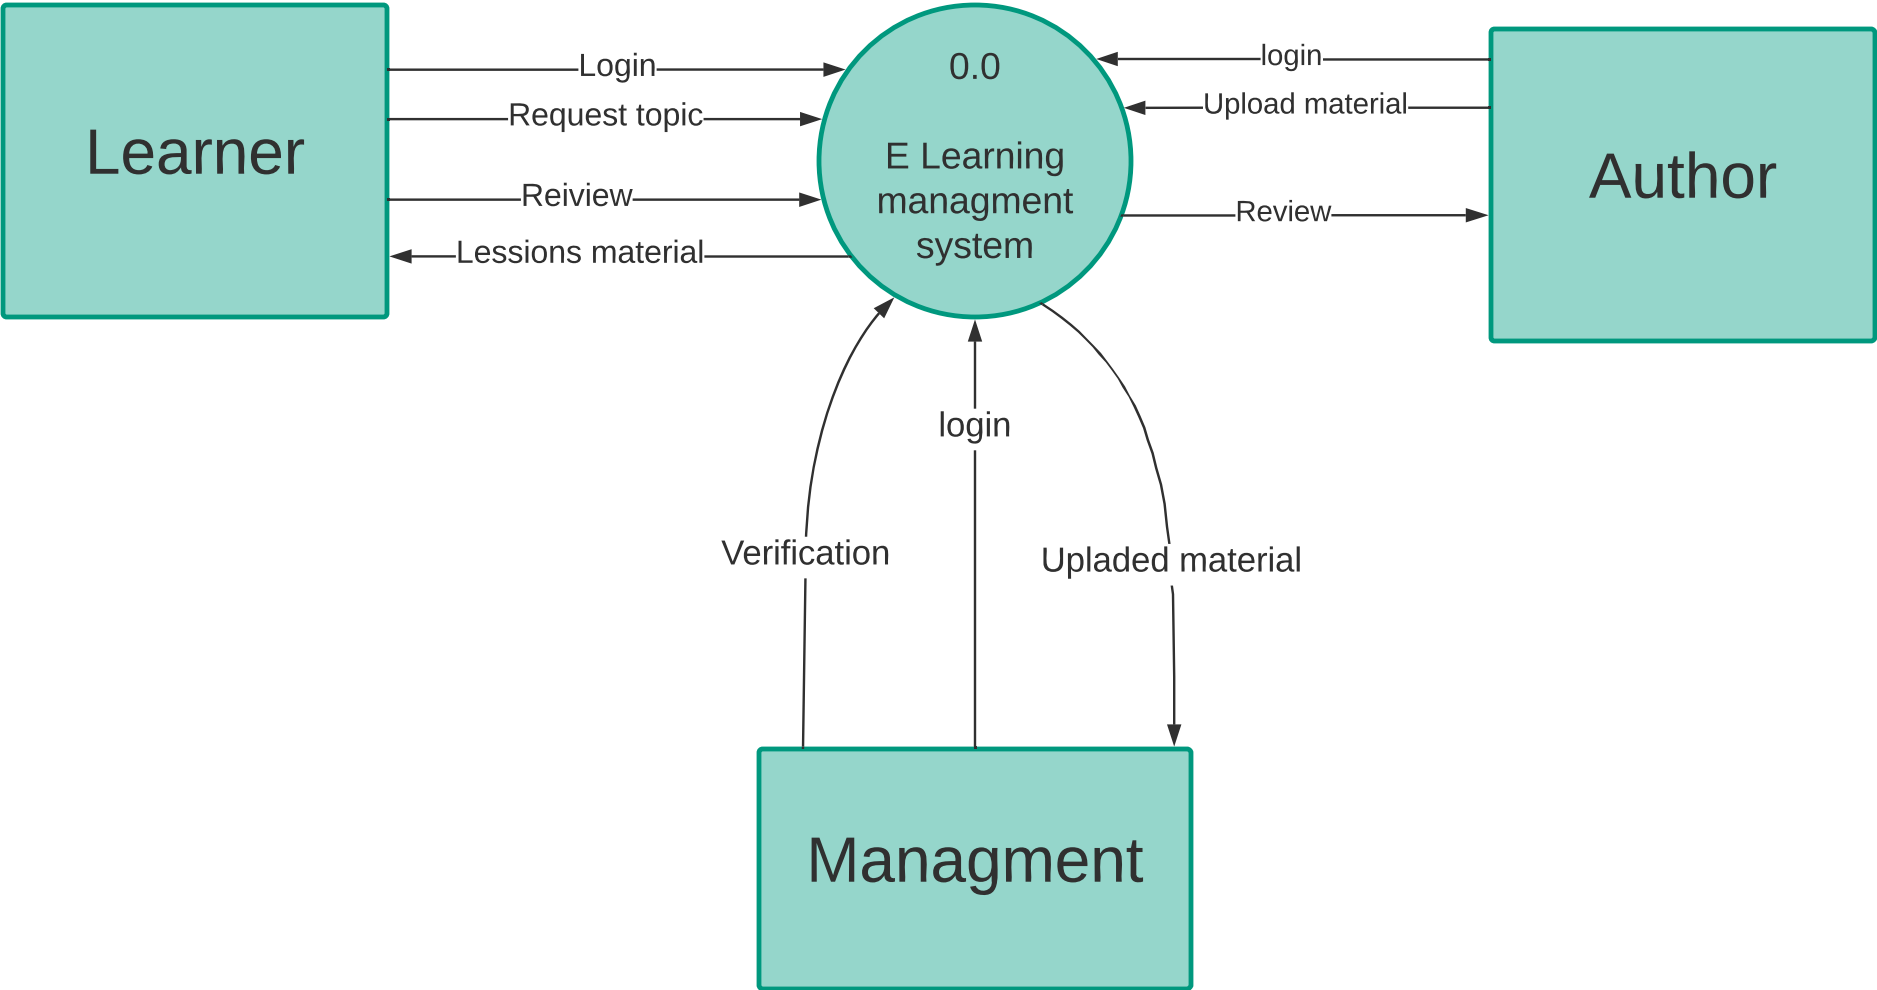 Learner
Login
Request topic
Reiview
Lessions material
0.0
E Learning
managment
system
login
Upload material
Review
Author
Verification
login
Upladed material
Managment